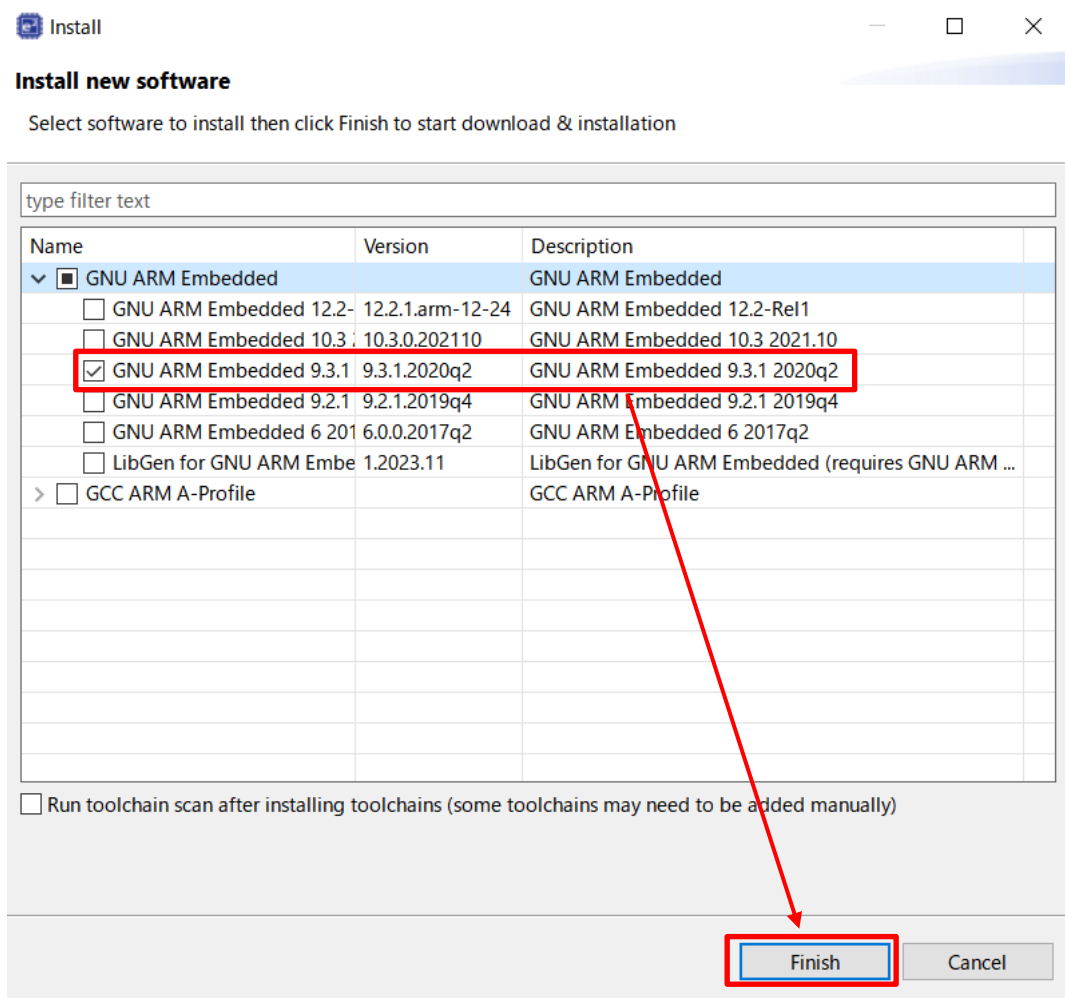 Install
Install new software
Select software to install then click Finish to start download & installation
type filter text
Name Version Description
GNU ARM Embedded GNU ARM Embedded
GNU ARM Embedded 12.2- 12.2.1.arm-12-24 GNU ARM Embedded 12.2-Rel1
GNU ARM Embedded 10.3 10.3.0.202110 GNU ARM Embedded 10.3 2021.10
GNU ARM Embedded 9.3.1 9.3.1.2020q2 GNU ARM Embedded 9.3.1 2020q2
GNU ARM Embedded 9.2.1 9.2.1.2019q4 GNU ARM Embedded 9.2.1 2019q4
GNU ARM Embedded 6 201 6.0.0.2017q2 GNU ARM Embedded 6 2017q2
LibGen for GNU ARM Embe 1.2023.11 LibGen for GNU ARM Embedded (requires GNU ARM ...
GCC ARM A-Profile GCC ARM A-Profile
Run toolchain scan after installing toolchains (some toolchains may need to be added manually)
Finish Cancel